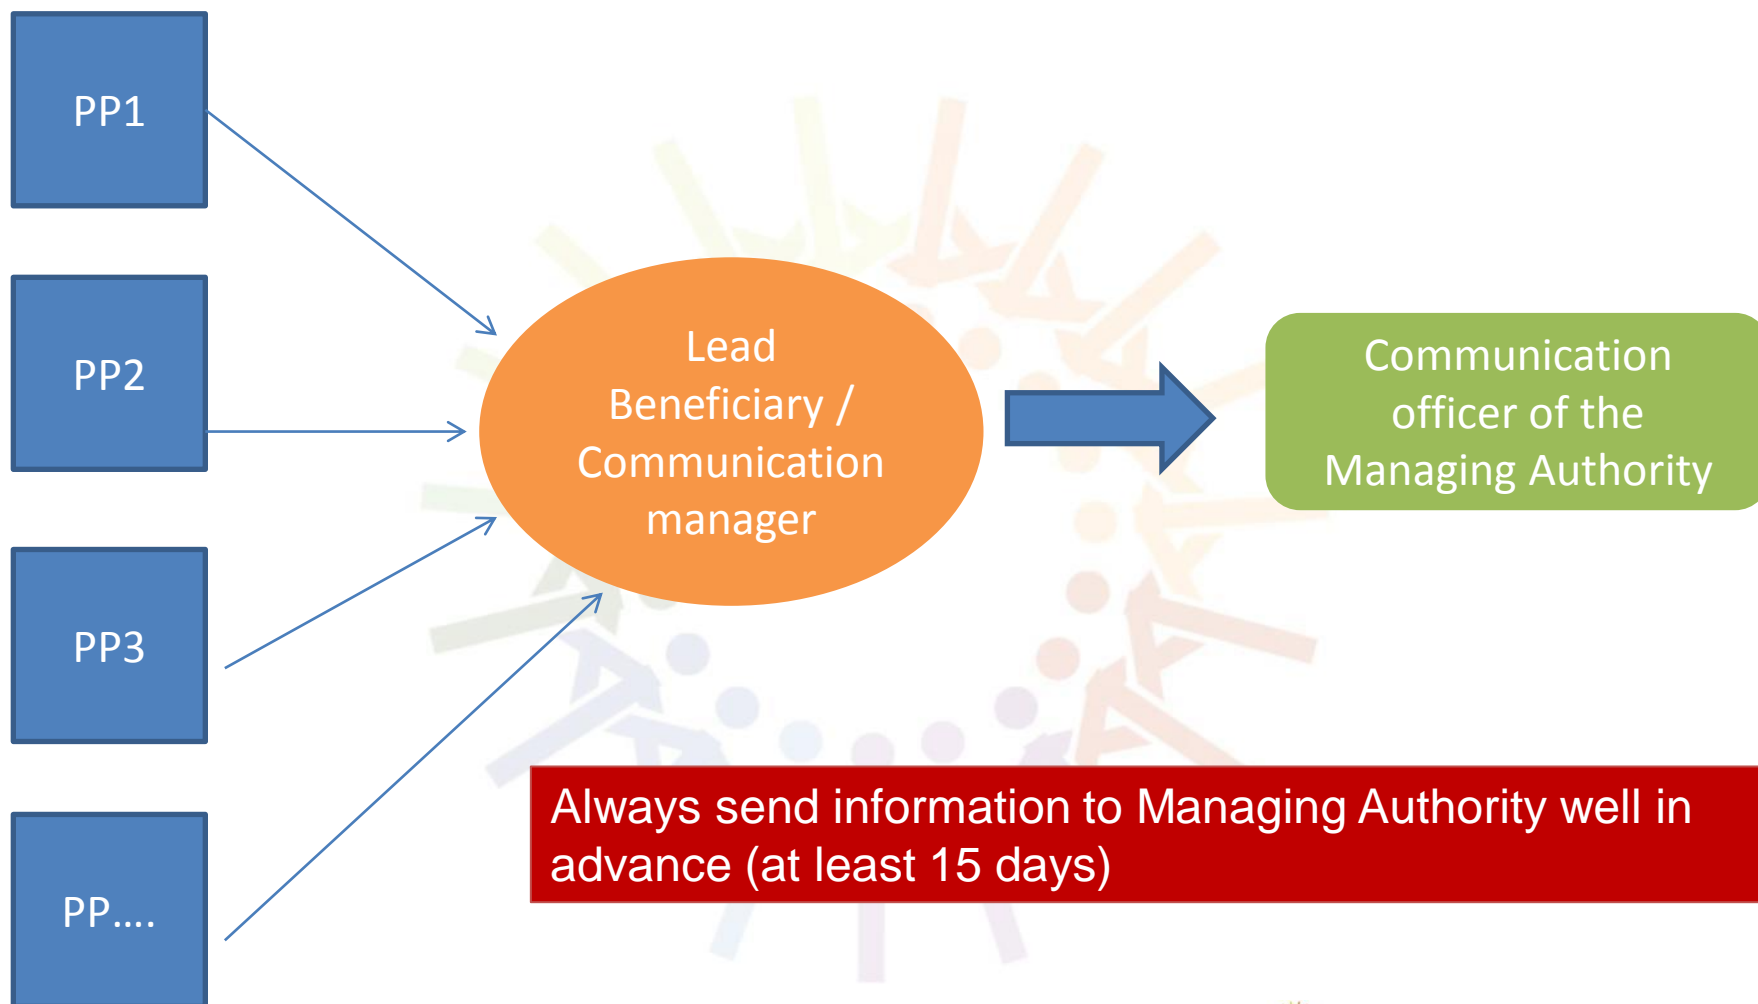 PP1
PP2
PP3
PP....
Lead
Beneficiary /
Communication
manager
Communication
officer of the
Managing Authority
Always send information to Managing Authority well in
advance (at least 15 days)